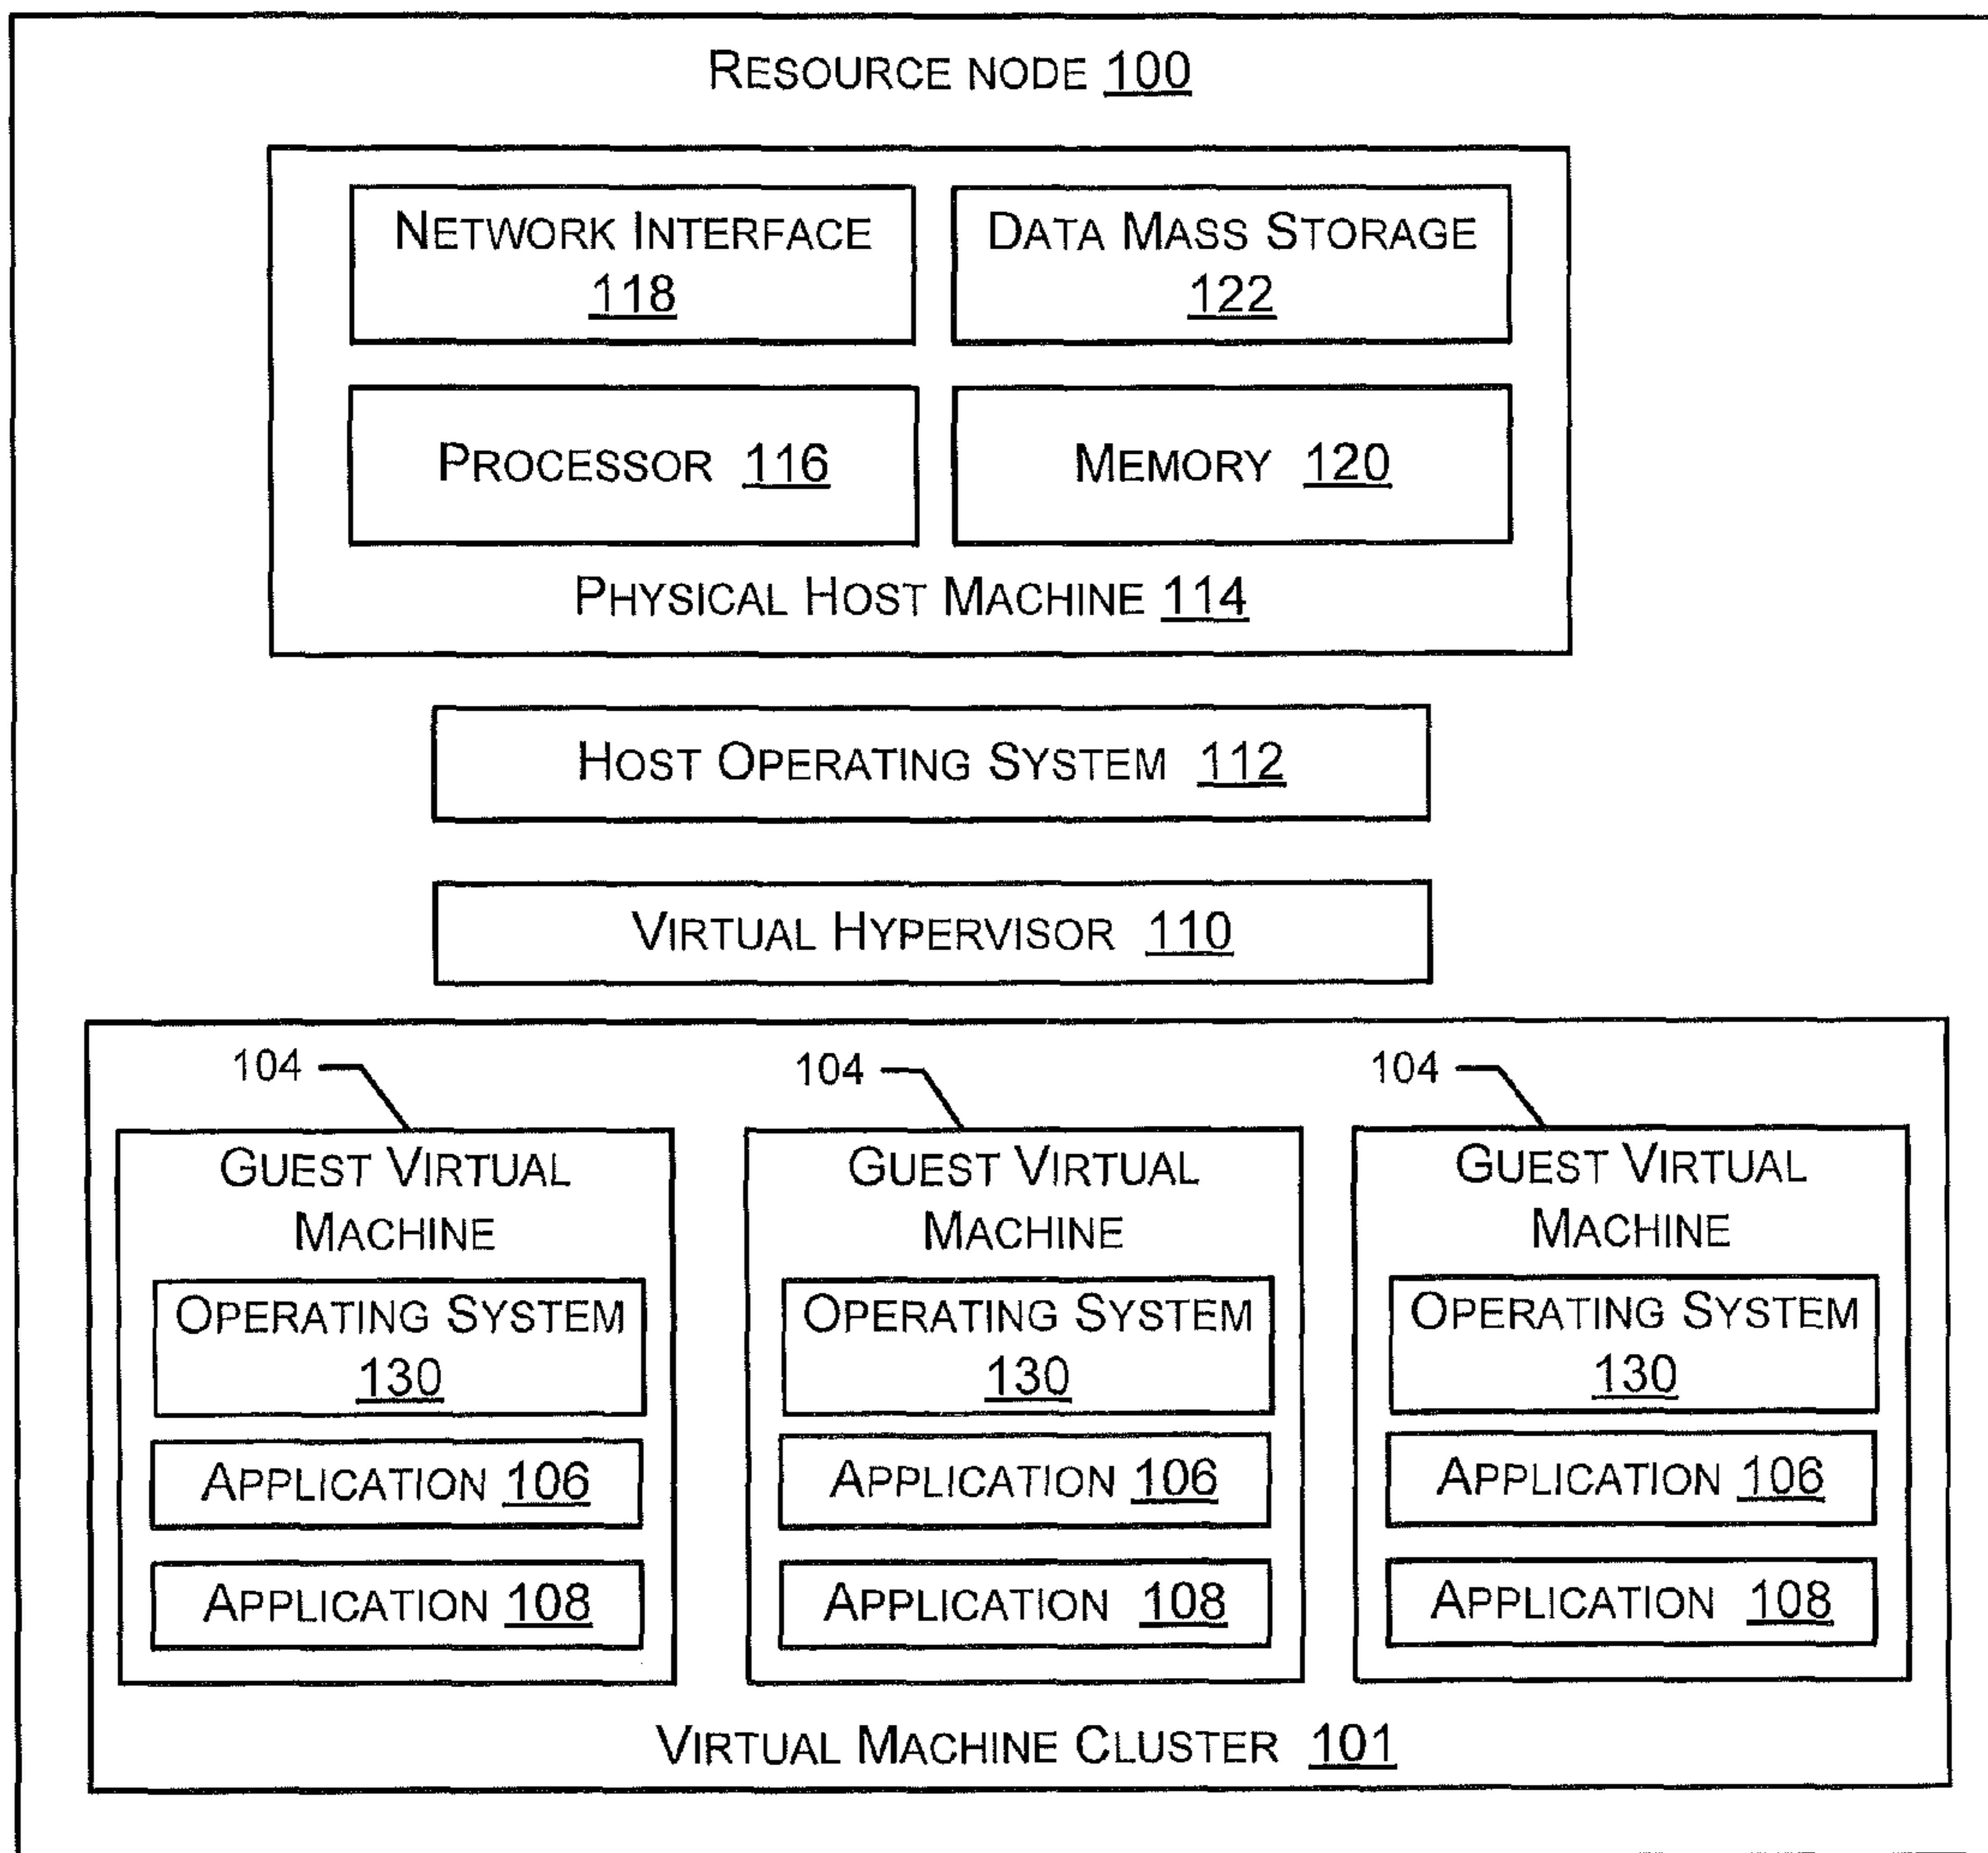 RESOURCE NODE 100
NETWORK INTERFACE
118
DATA MASS STORAGE
122
PROCESSOR 116
MEMORY 120
PHYSICAL HOST MACHINE 114
HOST OPERATING SYSTEM 112
VIRTUAL HYPERVISOR 110
104
GUEST VIRTUAL
MACHINE
OPERATING SYSTEM
130
APPLICATION 106
APPLICATION 108
104
GUEST VIRTUAL
MACHINE
OPERATING SYSTEM
130
APPLICATION 106
APPLICATION 108
104
GUEST VIRTUAL
MACHINE
OPERATING SYSTEM
130
APPLICATION 106
APPLICATION 108
VIRTUAL MACHINE CLUSTER 101